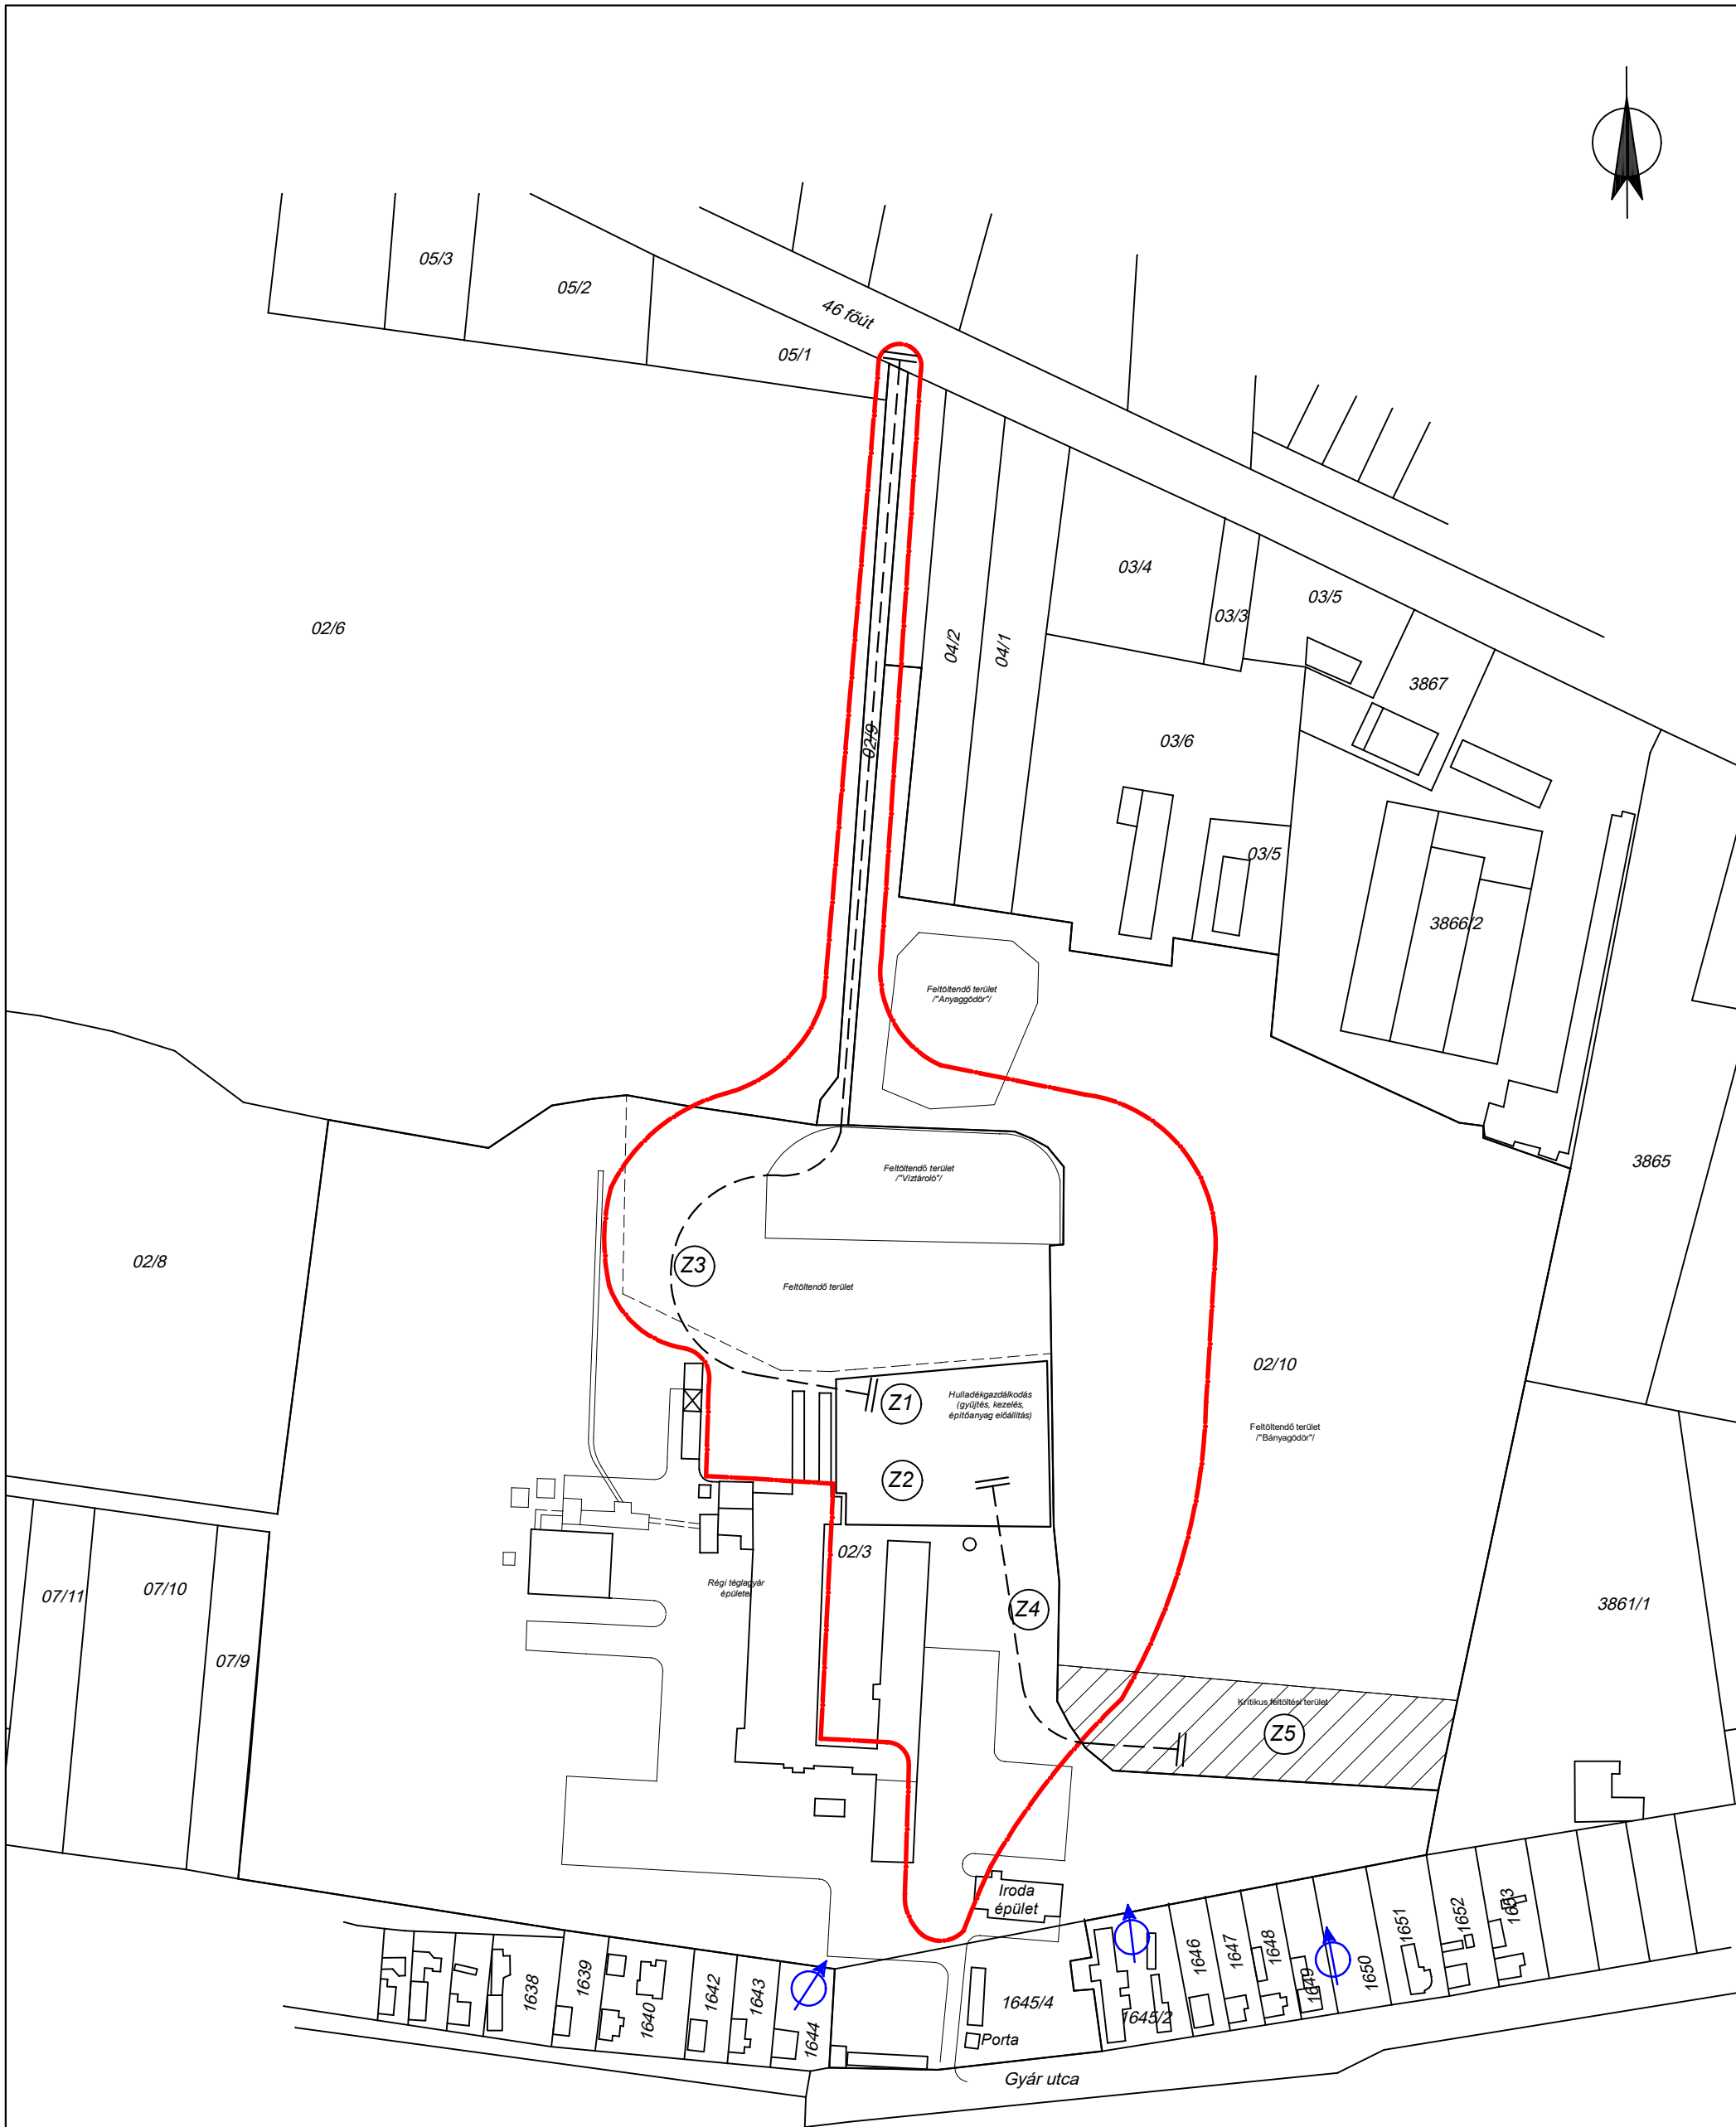 05/3
05/2
46 főút
05/1
02/6
03/4
03/5
03/3
04/2
04/1
3867
02/9
03/6
03/5
3866/2
Feltöltendő terület
/"Anyaggödör"/
3865
Feltöltendő terület
/"Víztároló"/
02/8
Z3
Feltöltendő terület
02/10
Z1
Hulladékgazdálkodás
(gyűjtés, kezelés,
építőanyag előállítás)
Feltöltendő terület
/"Bányagödör"/
Z2
02/3
Régi téglagyár
épületei
07/11
07/10
Z4
3861/1
07/9
Kritikus feltöltési terület
Z5
Iroda
épület
1638
1639
1640
1642
1643
1644
1645/4
1645/2
1646
1647
1648
1649
1650
1651
1652
1653
Porta
Gyár utca